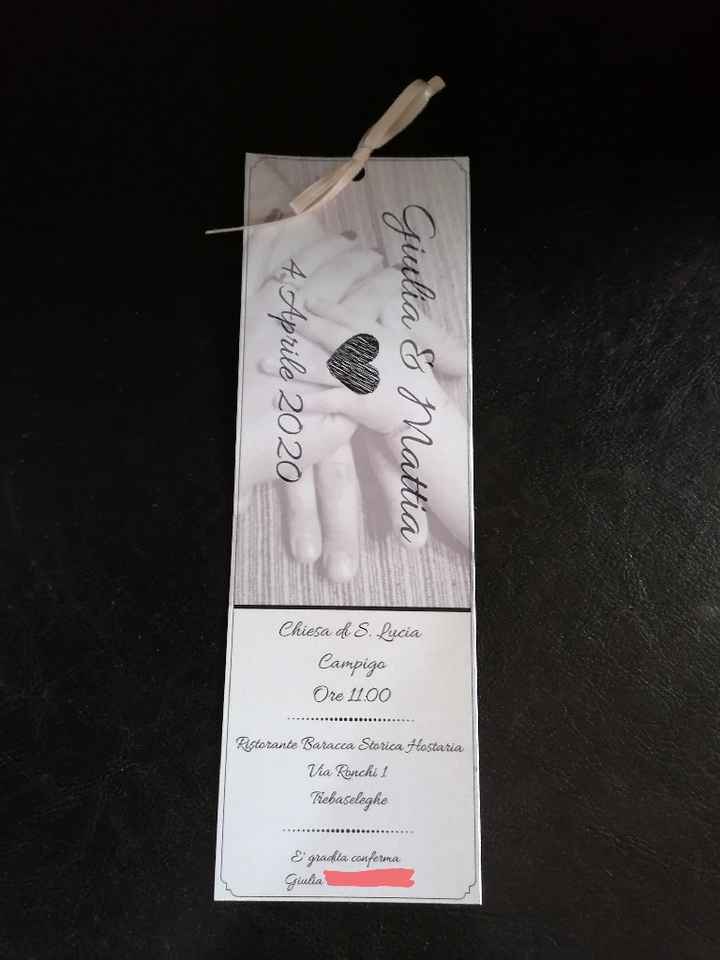 Giulia & Mattia
4 Aprile 2020
Chiesa di S. Lucia
Campigo
Ore 11.00
Ristorante Baracca Storica Hostaria
Via Ronchi 1
Trebaseleghe
E' gradita conferma
Giulia